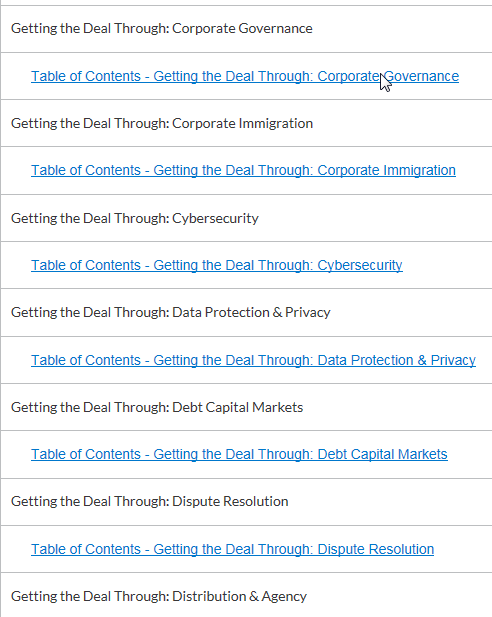 Getting the Deal Through: Corporate Governance
Table of Contents - Getting the Deal Through: Corporate Governance
Getting the Deal Through: Corporate Immigration
Table of Contents - Getting the Deal Through: Corporate Immigration
Getting the Deal Through: Cybersecurity
Table of Contents - Getting the Deal Through: Cybersecurity
Getting the Deal Through: Data Protection & Privacy
Table of Contents - Getting the Deal Through: Data Protection & Privacy
Getting the Deal Through: Debt Capital Markets
Table of Contents - Getting the Deal Through: Debt Capital Markets
Getting the Deal Through: Dispute Resolution
Table of Contents - Getting the Deal Through: Dispute Resolution
Getting the Deal Through: Distribution & Agency